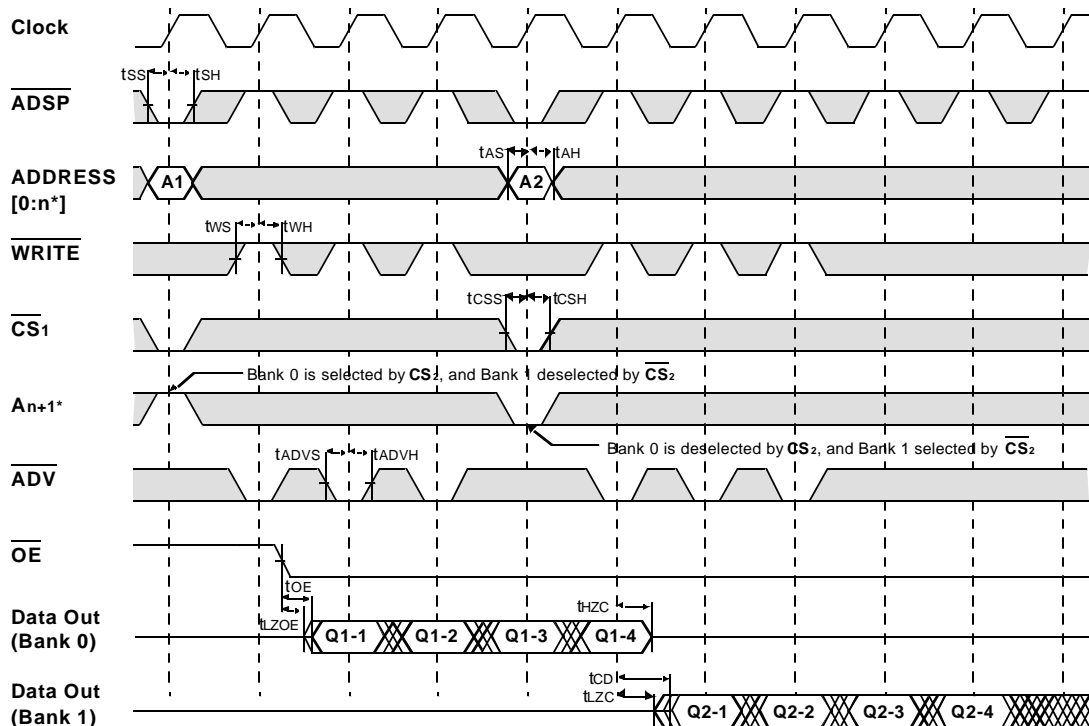 Clock
tSS tSH
ADSP
tAS tAH
ADDRESS
[0:n*]
A1 A2
tWS tWH
WRITE
tCSS tCSH
CS1
Bank 0 is selected by CS2, and Bank 1 deselected by CS2
An+1*
Bank 0 is deselected by CS2, and Bank 1 selected by CS2
tADVS tADVH
ADV
OE
tOE
Data Out
(Bank 0)
tHZC
tLZOE
Q1-1 Q1-2 Q1-3 Q1-4
tCD
Data Out
(Bank 1)
tLZC
Q2-1 Q2-2 Q2-3 Q2-4